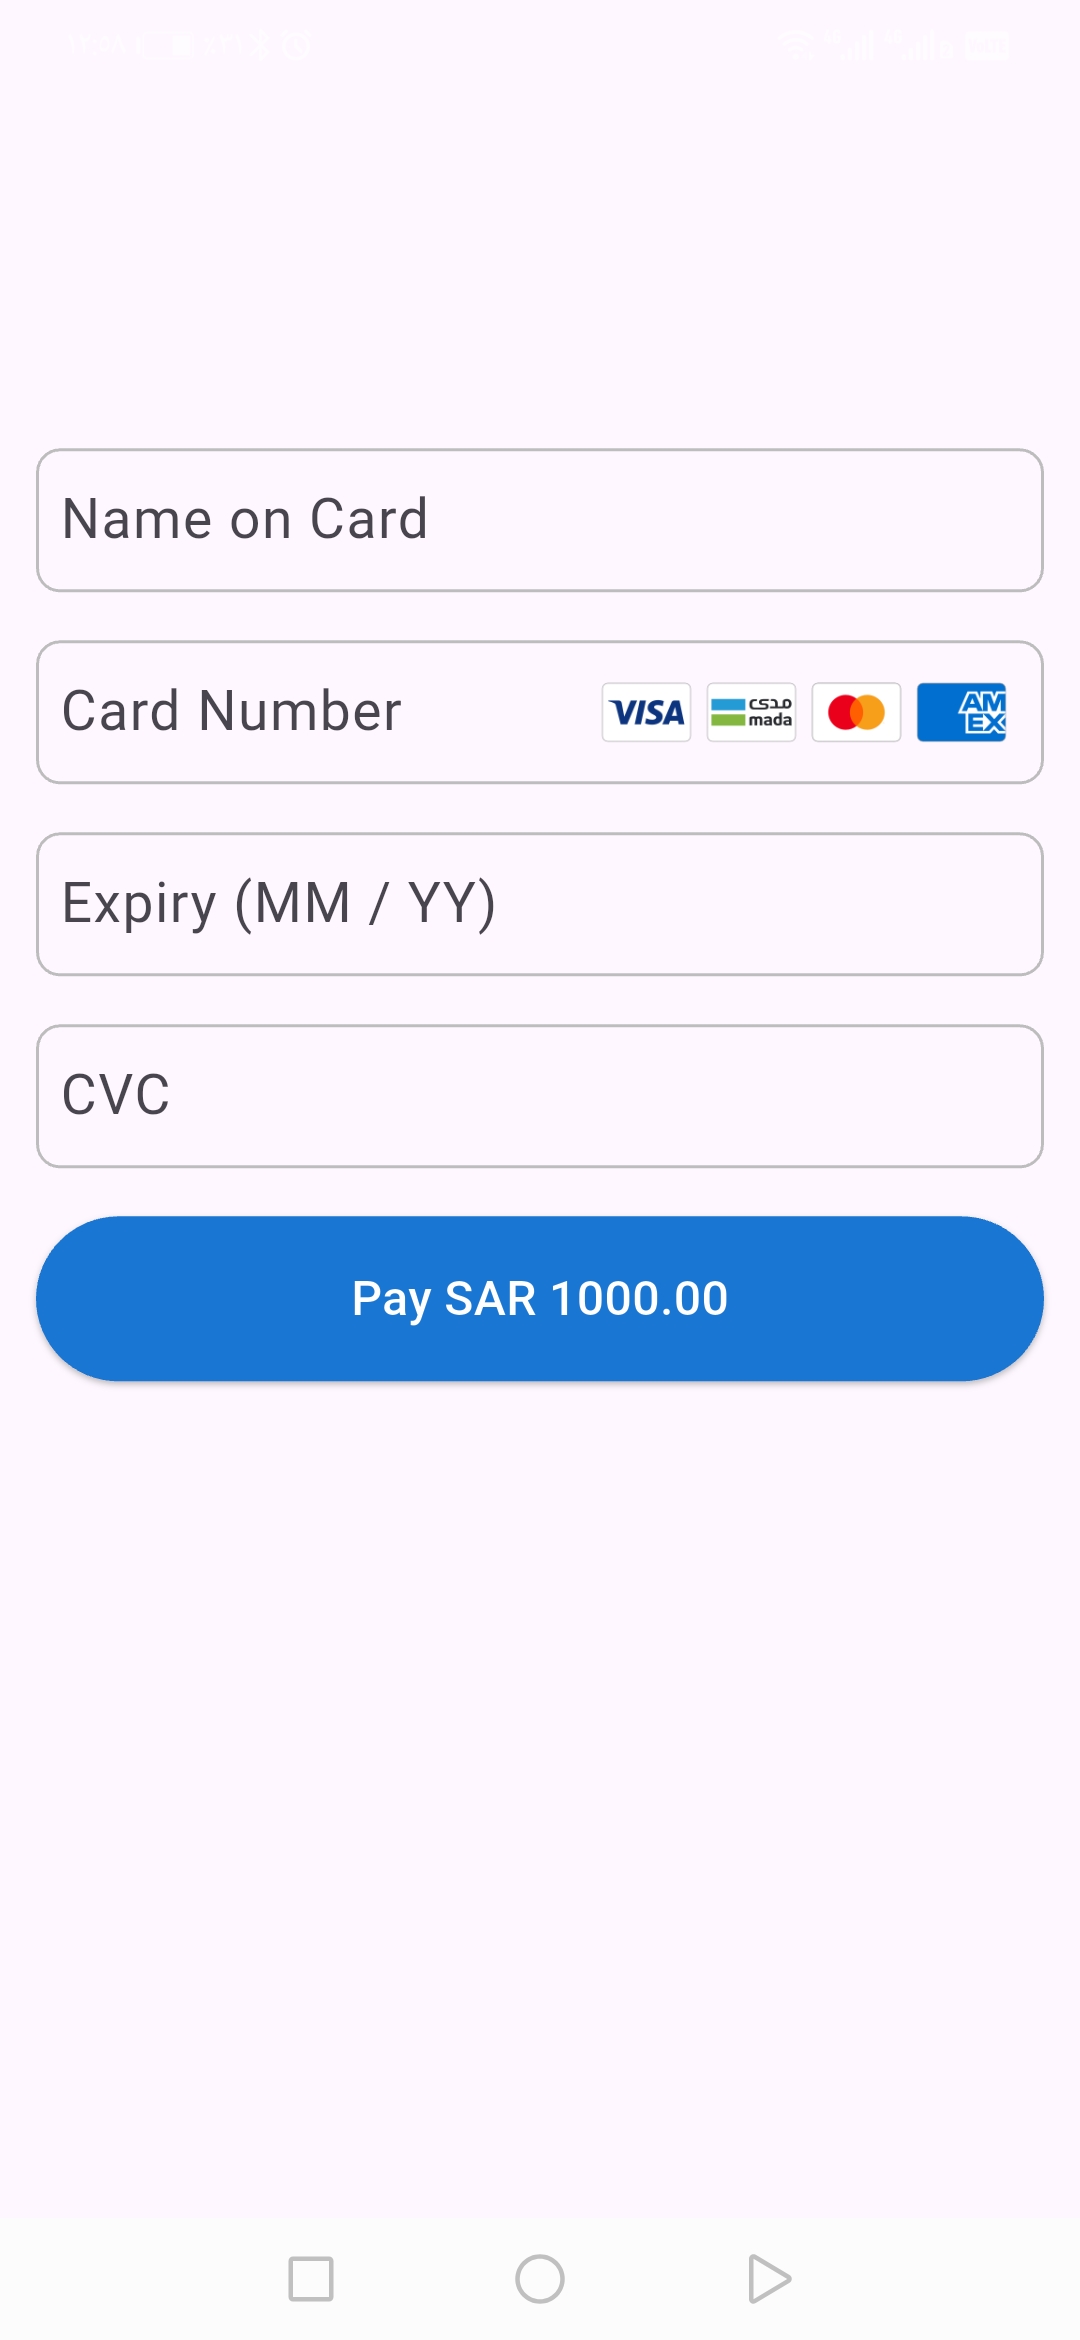 Name on Card
Card Number VISA مدى mada AM EX
Expiry (MM / YY)
CVC
Pay SAR 1000.00